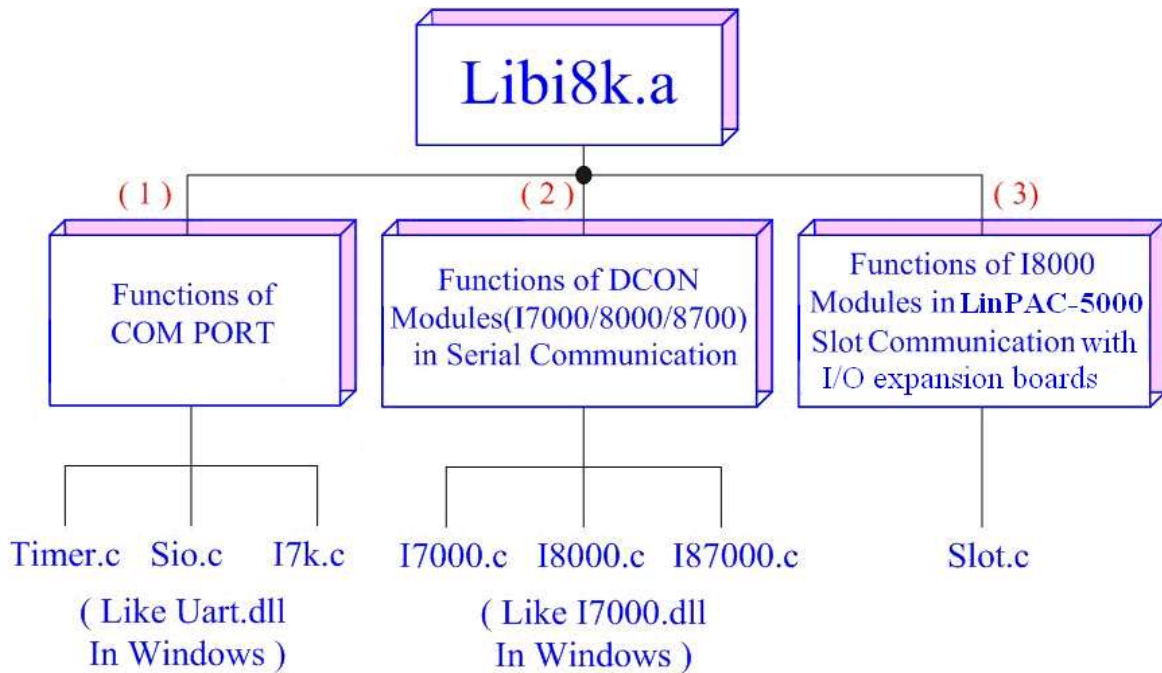 Libi8k.a
( 1 )
( 2 )
( 3)
Functions of
COM PORT
Functions of DCON
Modules(I7000/8000/8700)
in Serial Communication
Functions of I8000
Modules in LinPAC-5000
Slot Communication with
I/O expansion boards
Timer.c Sio.c I7k.c
( Like Uart.dll
In Windows )
I7000.c I8000.c I87000.c
( Like I7000.dll
In Windows )
Slot.c